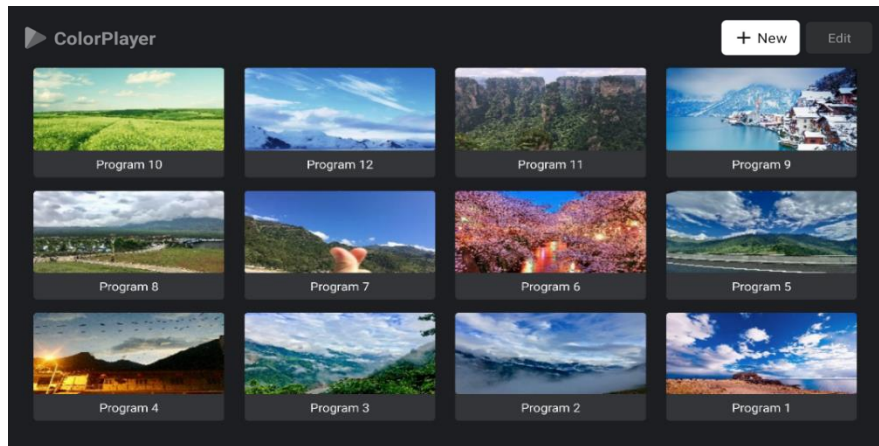 ColorPlayer
+ New
Edit
Program 10
Program 12
Program 11
Program 9
Program 8
Program 7
Program 6
Program 5
Program 4
Program 3
Program 2
Program 1